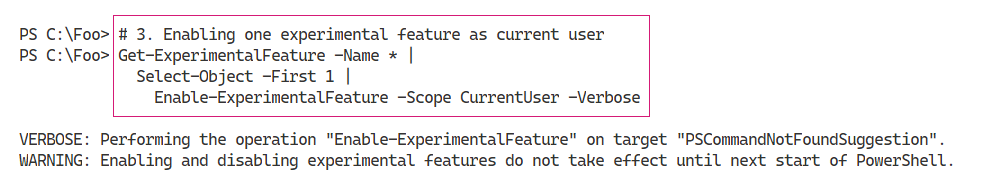 PS C:\Foo> # 3. Enabling one experimental feature as current user
PS C:\Foo> Get-ExperimentalFeature -Name * |
Select-Object -First 1 |
Enable-ExperimentalFeature -Scope CurrentUser -Verbose
VERBOSE: Performing the operation "Enable-ExperimentalFeature" on target "PSCommandNotFoundSuggestion".
WARNING: Enabling and disabling experimental features do not take effect until next start of PowerShell.